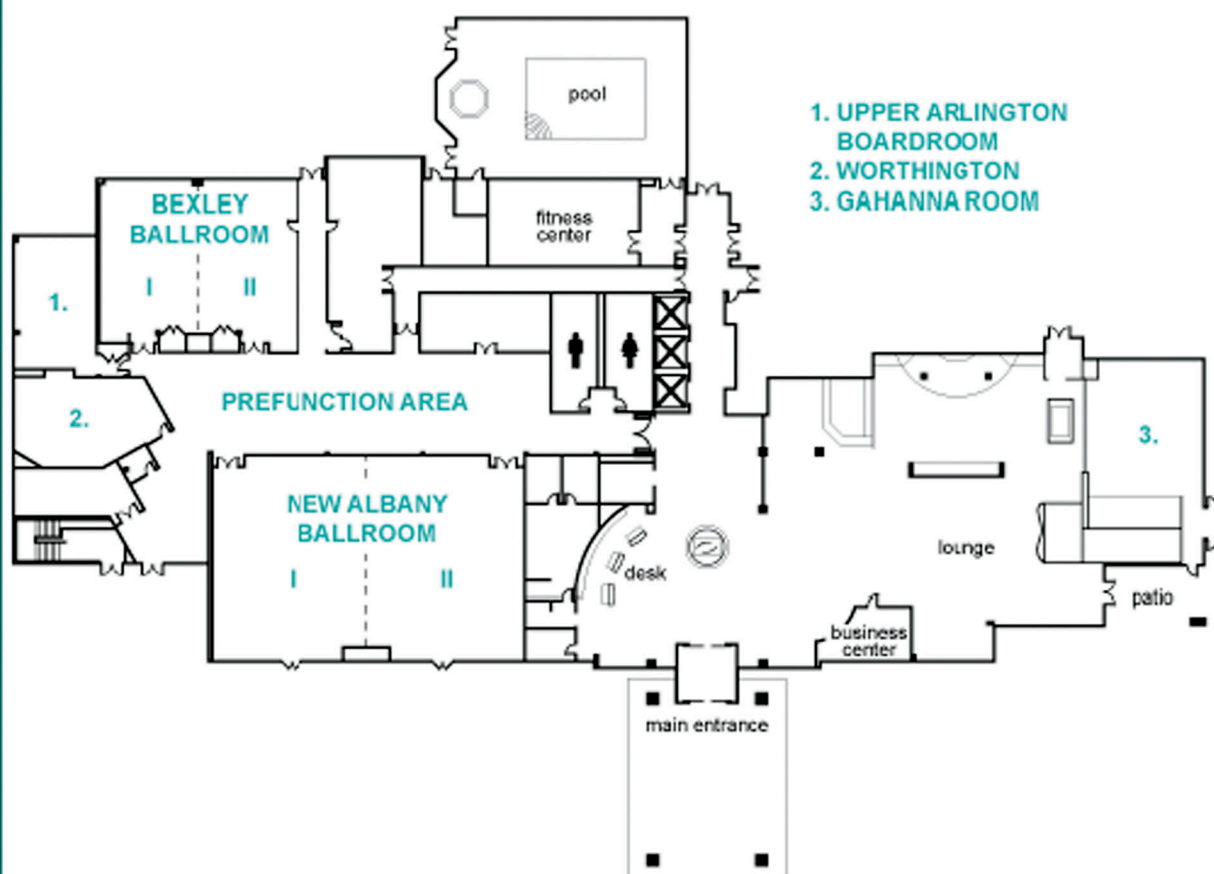 pool
1. UPPER ARLINGTON
BOARDROOM
2. WORTHINGTON
3. GAHANNA ROOM
BEXLEY
BALLROOM
I
II
fitness
center
1.
PREFUNCTION AREA
2.
3.
NEW ALBANY
BALLROOM
I
II
desk
lounge
patio
business
center
main entrance